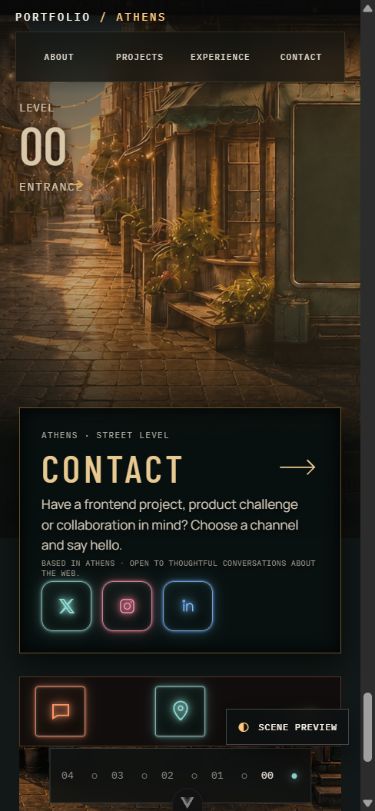 PORTFOLIO / ATHENS
ABOUT PROJECTS EXPERIENCE CONTACT
LEVEL
00
ENTRANCE
ATHENS · STREET LEVEL
CONTACT
Have a frontend project, product challenge
or collaboration in mind? Choose a channel
and say hello.
BASED IN ATHENS · OPEN TO THOUGHTFUL CONVERSATIONS ABOUT
THE WEB.
X
in
SCENE PREVIEW
04 03 02 01 00